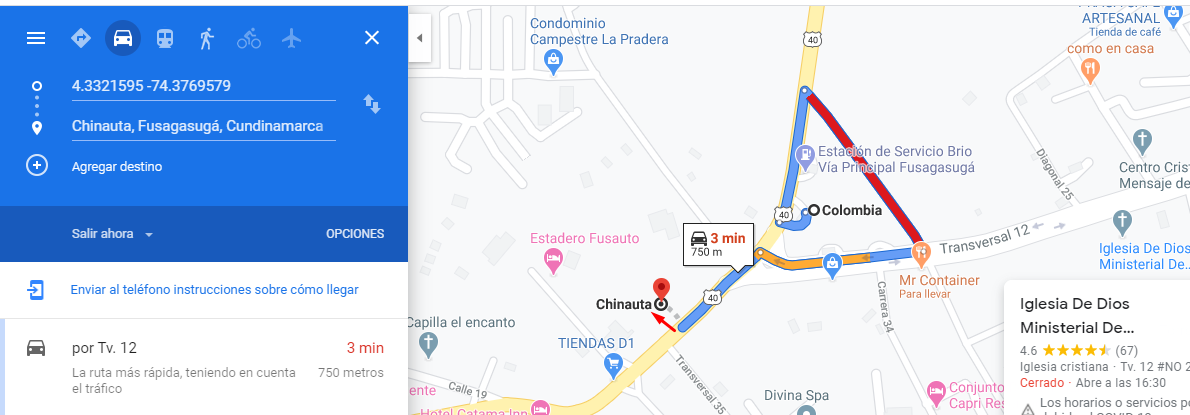 4.3321595 -74.3769579
Chinauta, Fusagasugá, Cundinamarca
Agregar destino
Salir ahora
OPCIONES
Enviar al teléfono instrucciones sobre cómo llegar
por Tv. 12
3 min
La ruta más rápida, teniendo en cuenta
el tráfico
750 metros
Condominio
Campestre La Pradera
40
ARTESANAL
Tienda de café
como en casa
Estación de Servicio Brio
Vía Principal Fusagasugá
Diagonal 25
Centro Cris
Mensaje de
40
Colombia
Transversal 12
Estadero Fusauto
3 min
750 m
Iglesia De Dios
Ministerial De...
Mr Container
Para llevar
Carrera 34
Chinauta
40
Capilla el encanto
TIENDAS D1
Transversal 25
Calle 19
ente
Hotel Catama Inn
Divina Spa
Conjunto
Capri Res
Iglesia De Dios
Ministerial De...
4.6
(67)
Iglesia cristiana · Tv. 12 #NO 2
Cerrado · Abre a las 16:30
Los horarios o servicios p